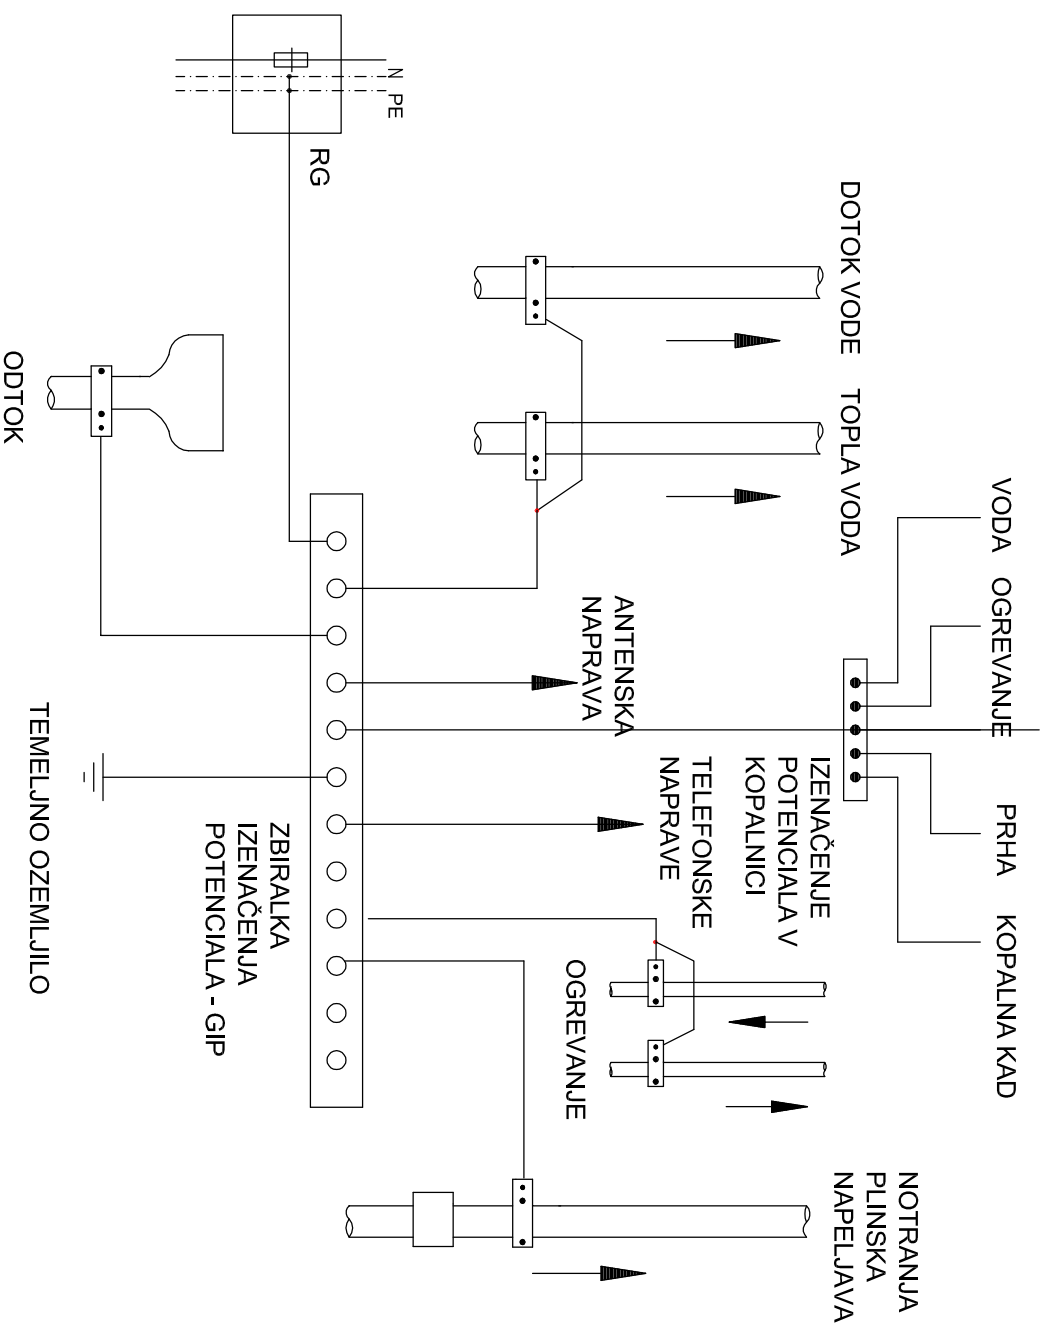 VODA
OGREVANJE
PRHA
KOPALNA KAD
DOTOK VODE
TOPLA VODA
IZENAČENJE
POTENCIALA V
KOPALNICI
NOTRANJA
PLINSKA
NAPELJAVA
ANTENSKA
NAPRAVA
TELEFONSKE
NAPRAVE
OGREVANJE
N
PE
RG
ZBIRALKA
IZENAČENJA
POTENCIALA - GIP
ODTOK
TEMELJNO OZEMLJILO